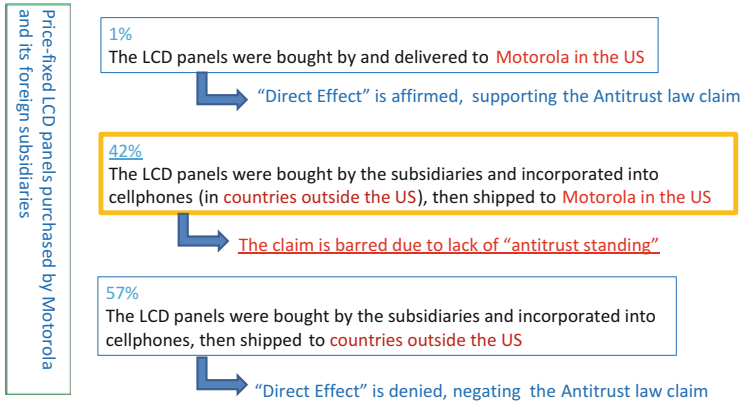 Price-fixed LCD panels purchased by Motorola
and its foreign subsidiaries
1%
The LCD panels were bought by and delivered to Motorola in the US
“Direct Effect” is affirmed, supporting the Antitrust law claim
42%
The LCD panels were bought by the subsidiaries and incorporated into
cellphones (in countries outside the US), then shipped to Motorola in the US
The claim is barred due to lack of “antitrust standing”
57%
The LCD panels were bought by the subsidiaries and incorporated into
cellphones, then shipped to countries outside the US
“Direct Effect” is denied, negating the Antitrust law claim